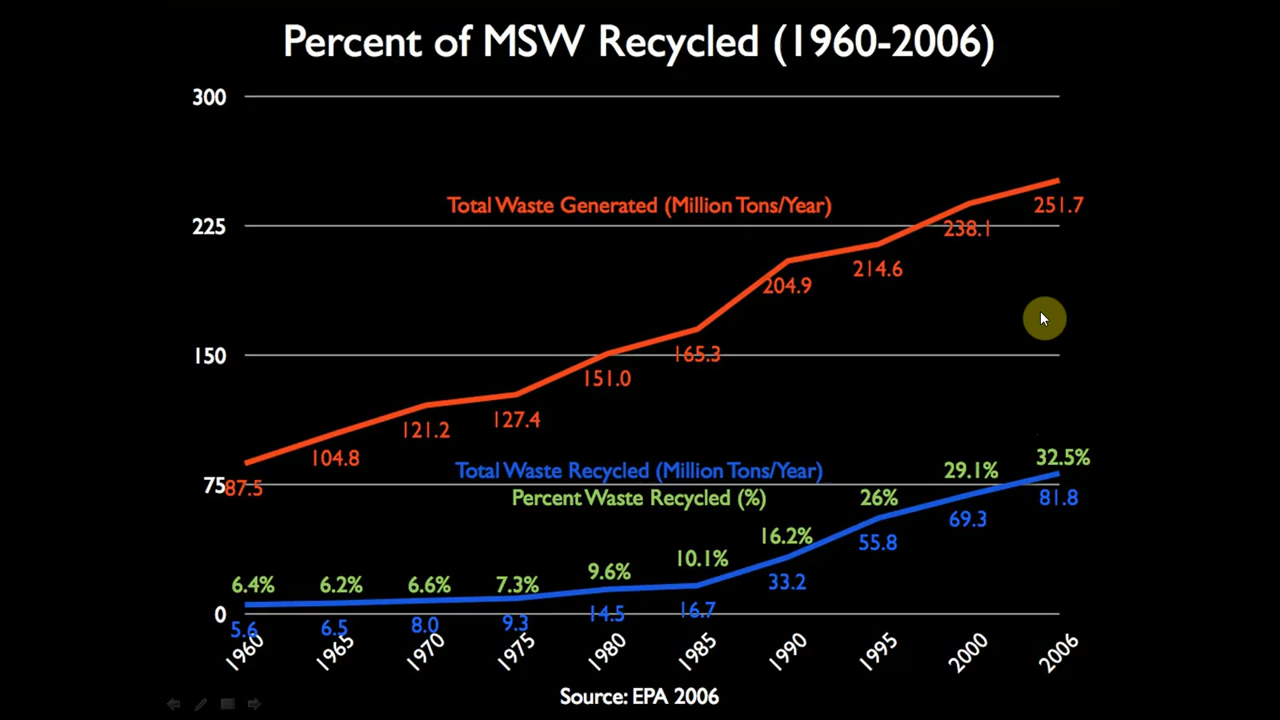 Percent of MSW Recycled (1960-2006)
300
Total Waste Generated (Million Tons/Year)
251.7
225
238.1
214.6
204.9
150
165.3
151.0
127.4
121.2
104.8
87.5
75
Total Waste Recycled (Million Tons/Year)
Percent Waste Recycled (%)
6.4% 6.2% 6.6% 7.3% 9.6% 10.1% 16.2% 26% 29.1% 32.5%
0
5.6 6.5 8.0 9.3 14.5 16.7 33.2 55.8 69.3 81.8
1960 1965 1970 1975 1980 1985 1990 1995 2000 2006
Source: EPA 2006